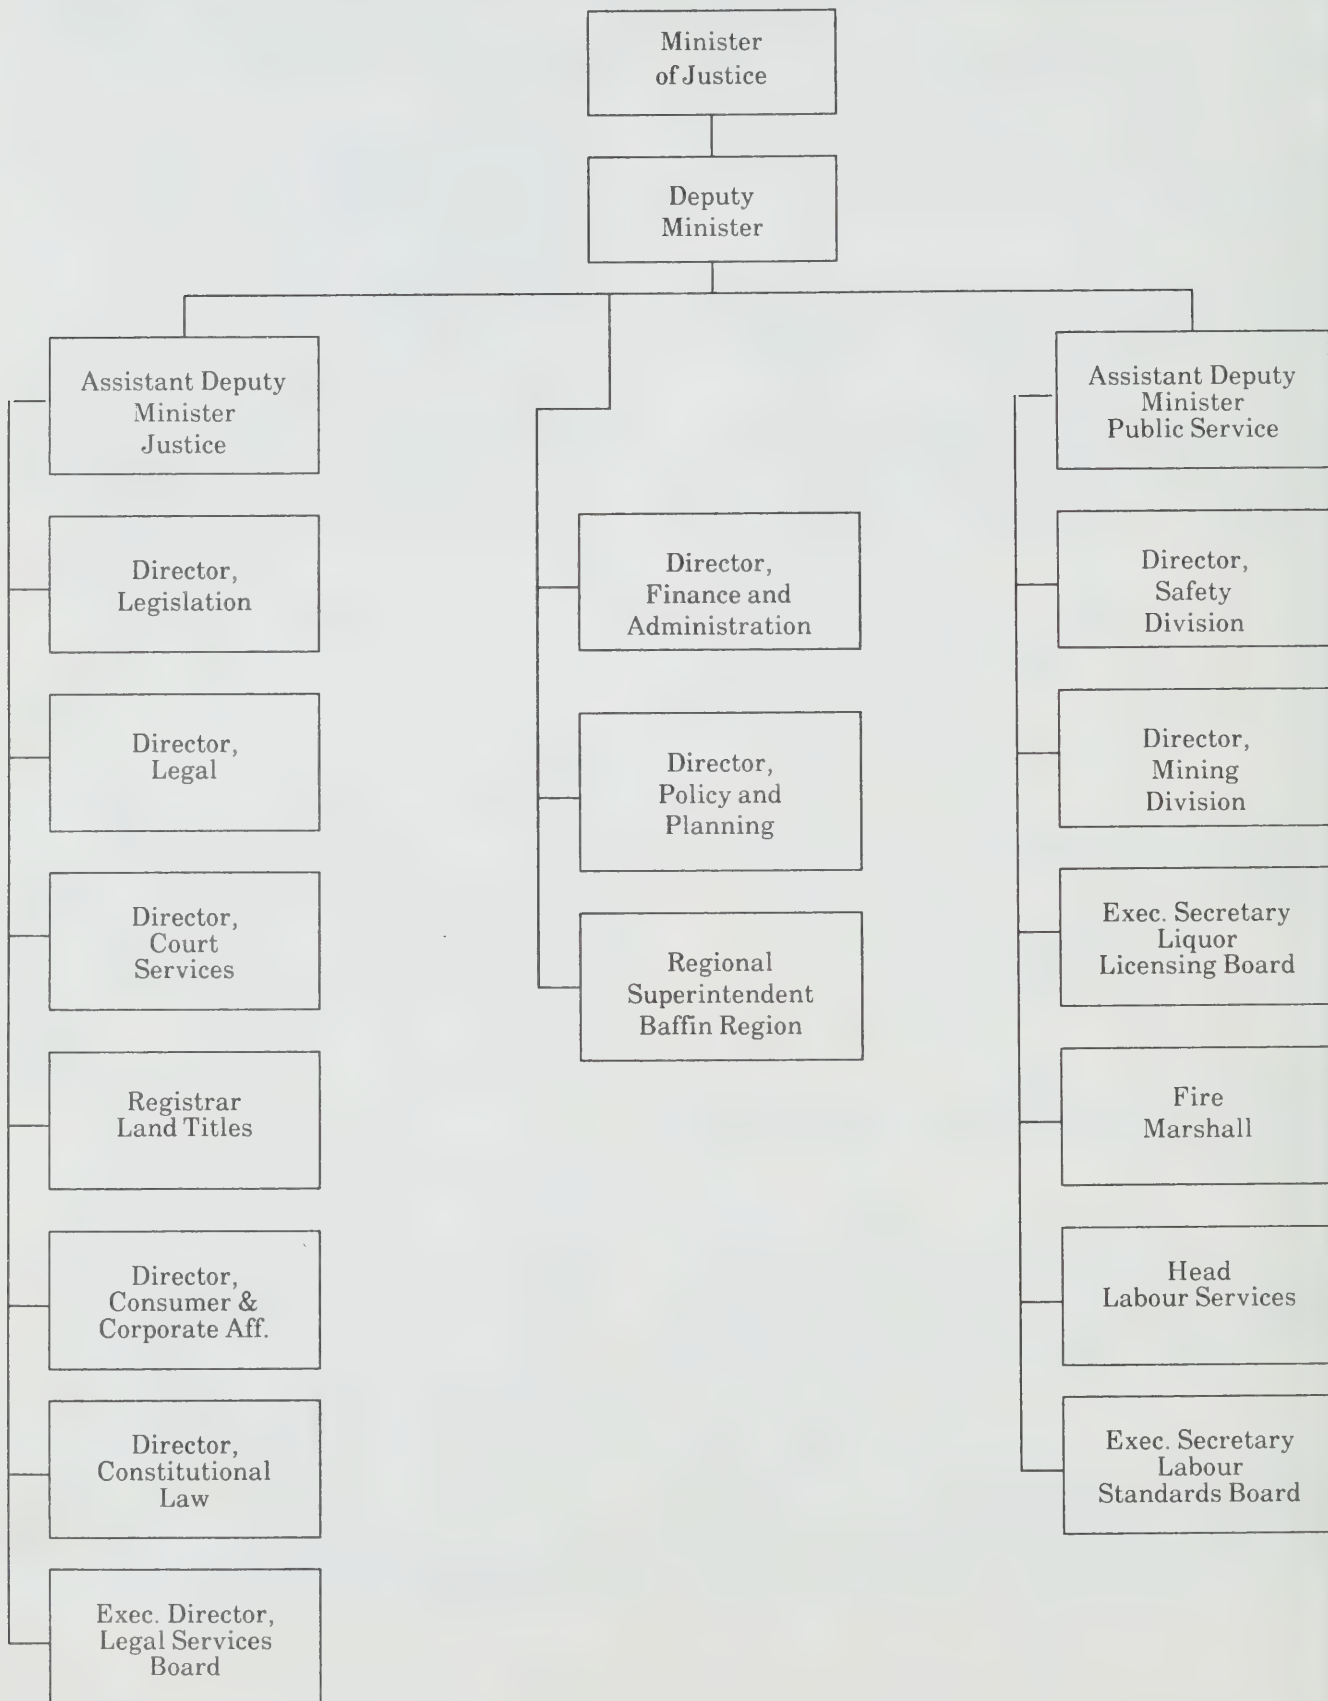 Minister
of Justice
Deputy
Minister
Assistant Deputy
Minister
Justice
Director,
Legislation
Director,
Legal
Director,
Court
Services
Registrar
Land Titles
Director,
Consumer &
Corporate Aff.
Director,
Constitutional
Law
Exec. Director,
Legal Services
Board
Director,
Finance and
Administration
Director,
Policy and
Planning
Regional
Superintendent
Baffin Region
Assistant Deputy
Minister
Public Service
Director,
Safety
Division
Director,
Mining
Division
Exec. Secretary
Liquor
Licensing Board
Fire
Marshall
Head
Labour Services
Exec. Secretary
Labour
Standards Board